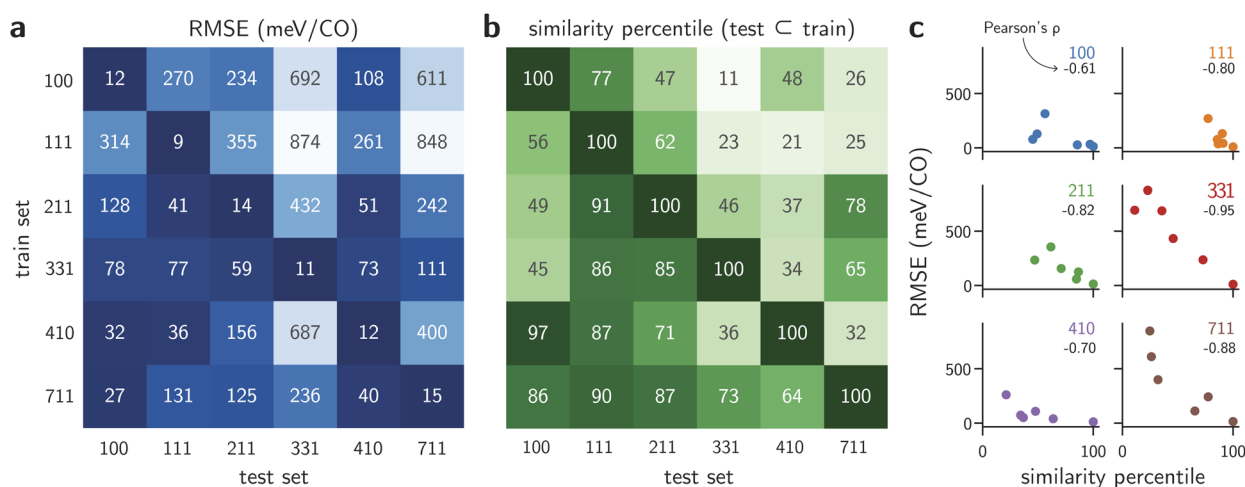 a
RMSE (meV/CO)
train set
100 12 270 234 692 108 611
111 314 9 355 874 261 848
211 128 41 14 432 51 242
331 78 77 59 11 73 111
410 32 36 156 687 12 400
711 27 131 125 236 40 15
100 111 211 331 410 711
test set
b
similarity percentile (test ⊂ train)
100 77 47 11 48 26
56 100 62 23 21 25
49 91 100 46 37 78
45 86 85 100 34 65
97 87 71 36 100 32
86 90 87 73 64 100
100 111 211 331 410 711
test set
c
Pearson's ρ
RMSE (meV/CO)
500
0
100
-0.61
111
-0.80
500
0
211
-0.82
331
-0.95
500
0
410
-0.70
711
-0.88
0 100 0 100
similarity percentile